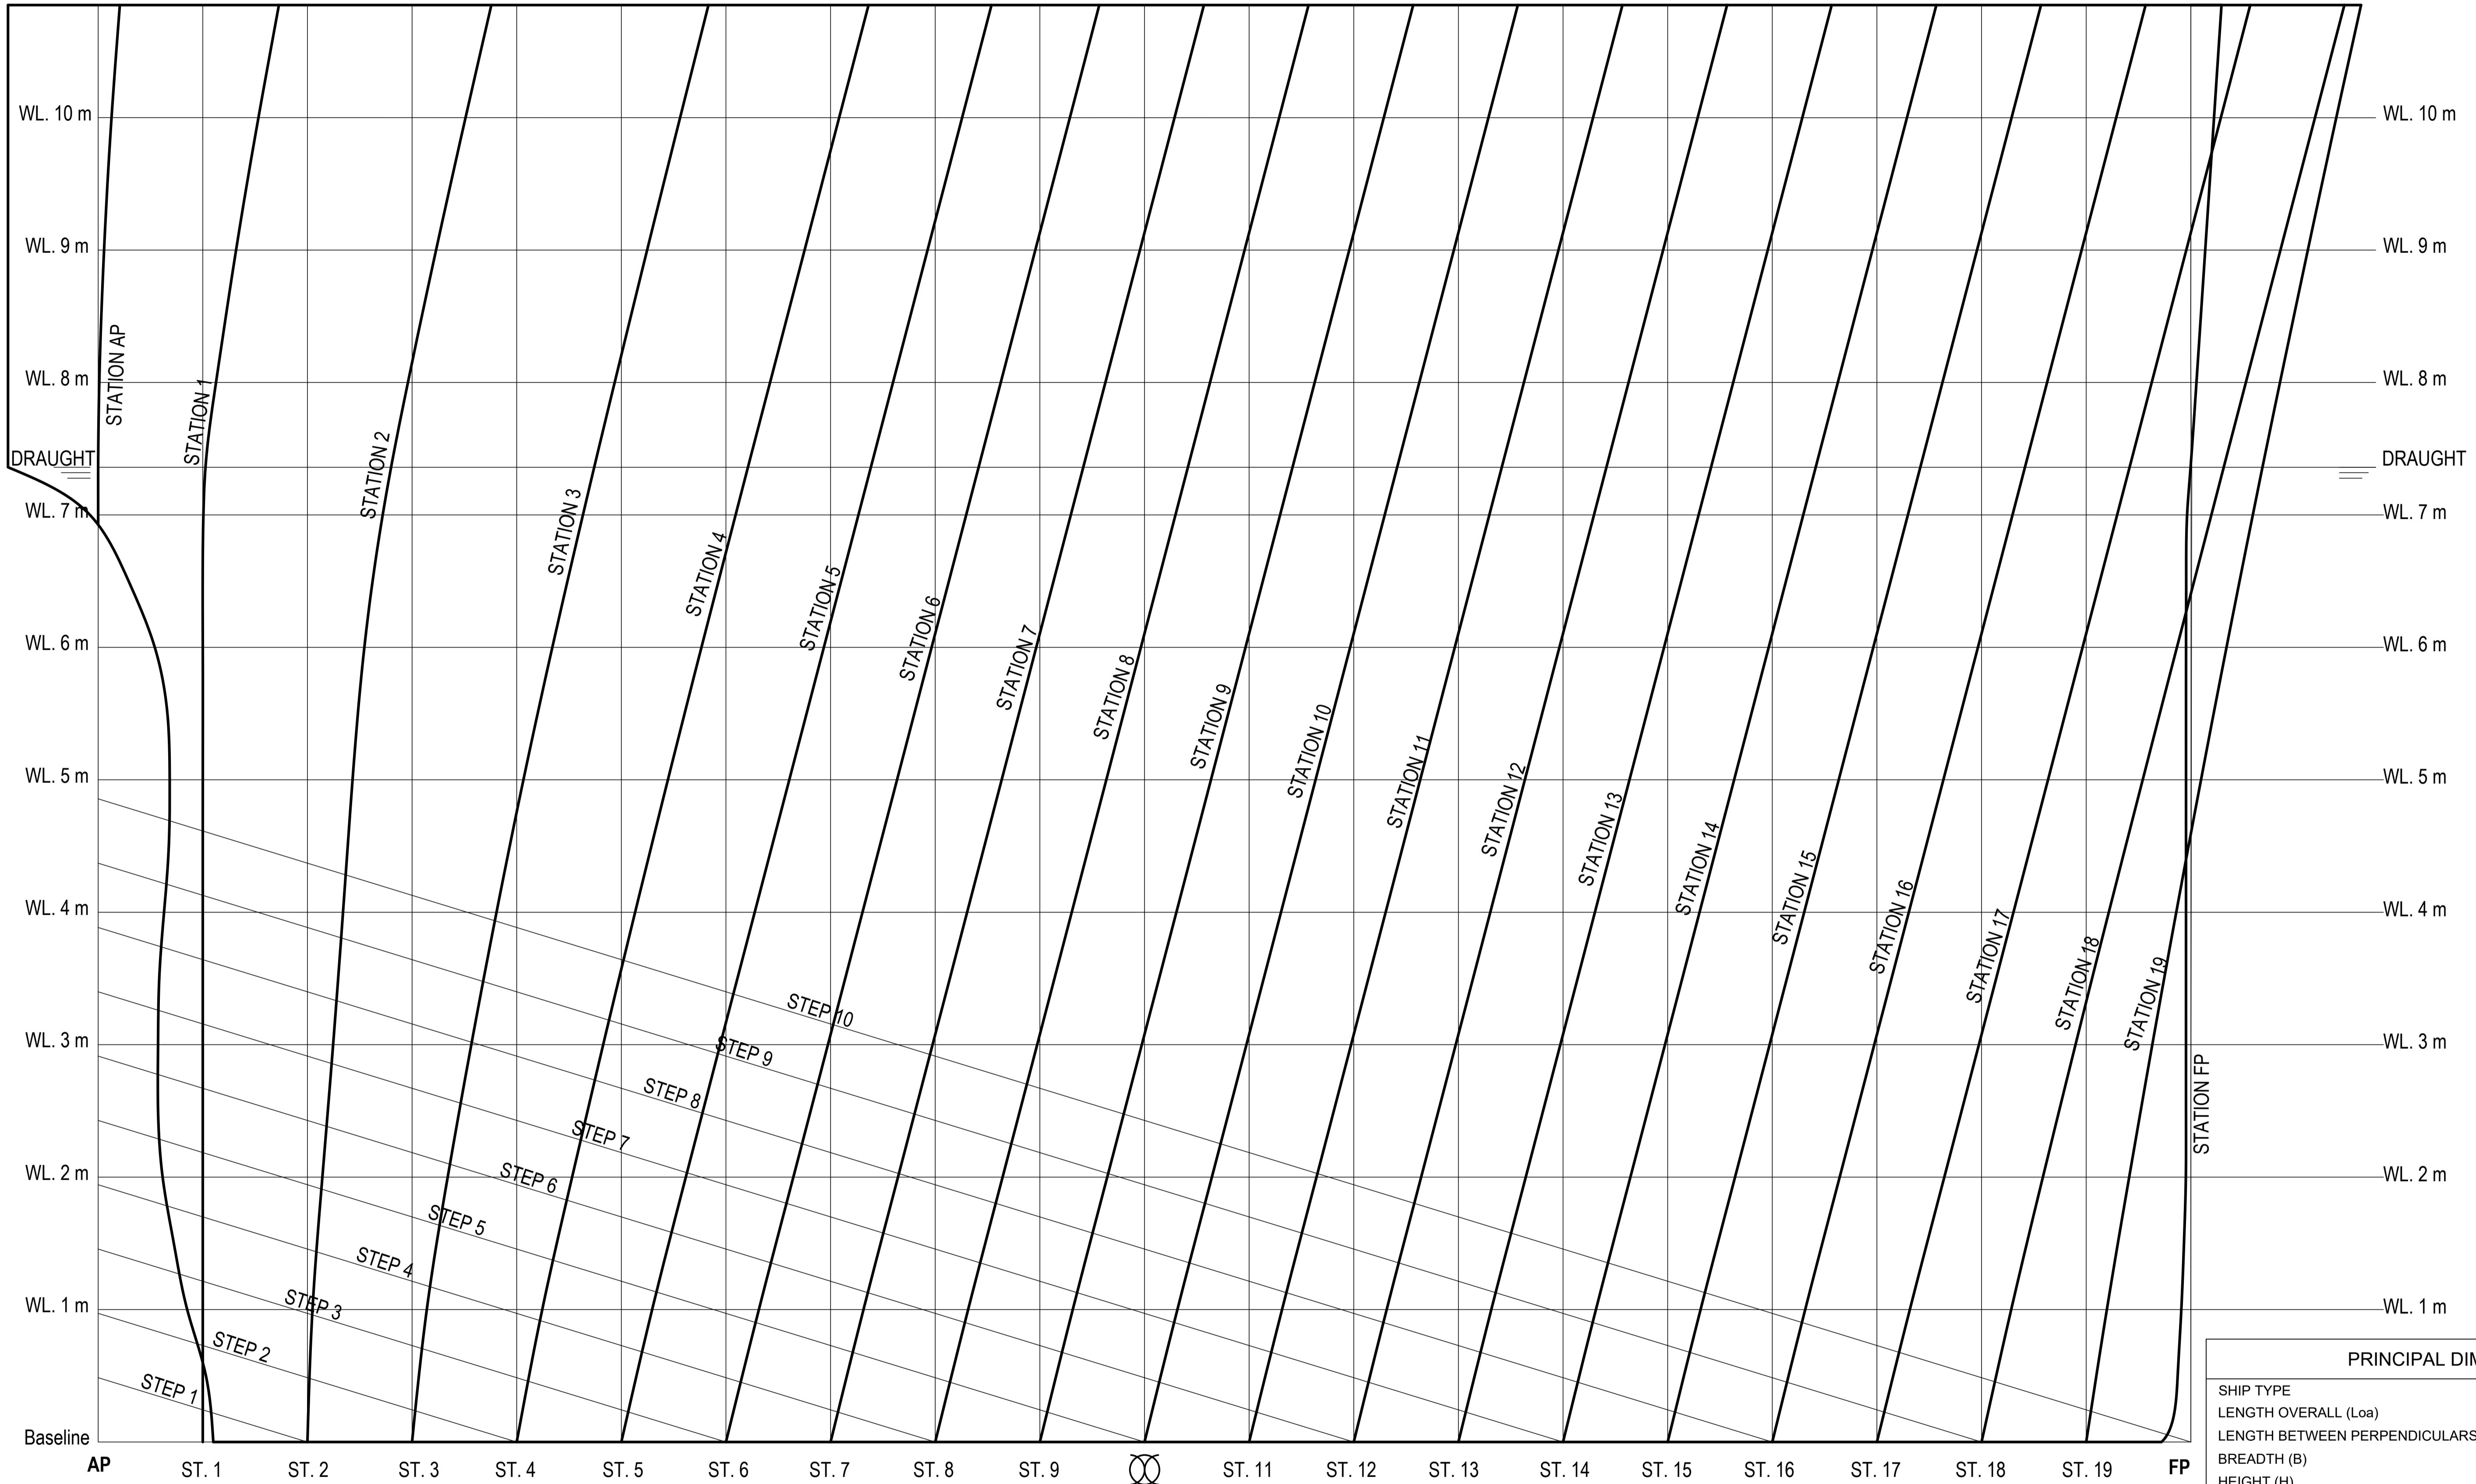 WL. 10 m
WL. 10 m
WL. 9 m
WL. 9 m
WL. 8 m
WL. 8 m
DRAUGHT
DRAUGHT
WL. 7 m
WL. 7 m
WL. 6 m
WL. 6 m
WL. 5 m
WL. 5 m
WL. 4 m
WL. 4 m
WL. 3 m
WL. 3 m
WL. 2 m
WL. 2 m
WL. 1 m
WL. 1 m
Baseline
STATION AP
STATION 1
STATION 2
STATION 3
STATION 4
STATION 5
STATION 6
STATION 7
STATION 8
STATION 9
STATION 10
STATION 11
STATION 12
STATION 13
STATION 14
STATION 15
STATION 16
STATION 17
STATION 18
STATION 19
STATION FP
STEP 10
STEP 9
STEP 8
STEP 7
STEP 6
STEP 5
STEP 4
STEP 3
STEP 2
STEP 1
AP
ST. 1
ST. 2
ST. 3
ST. 4
ST. 5
ST. 6
ST. 7
ST. 8
ST. 9
ST. 11
ST. 12
ST. 13
ST. 14
ST. 15
ST. 16
ST. 17
ST. 18
ST. 19
FP
PRINCIPAL DI
SHIP TYPE
LENGTH OVERALL (Loa)
LENGTH BETWEEN PERPENDICULARS
BREADTH (B)
HEIGHT (H)